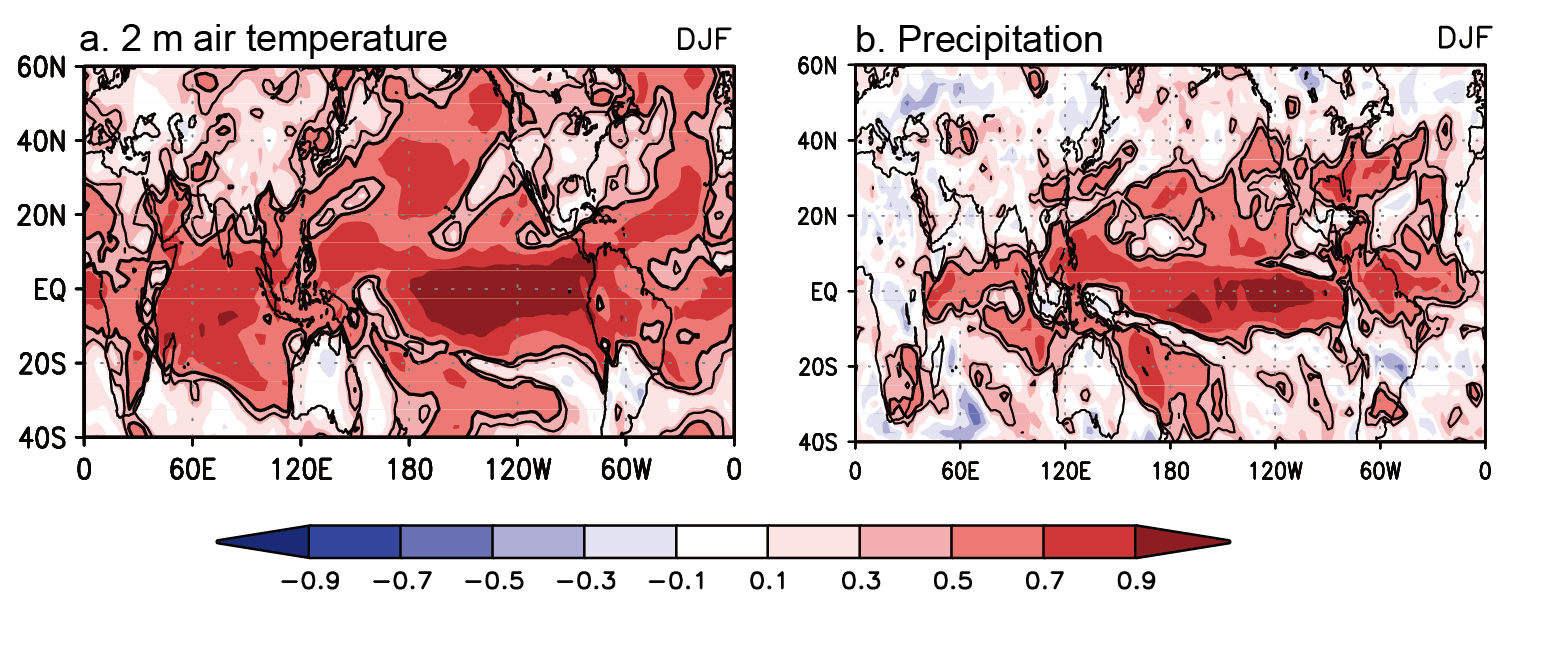 a. 2 m air temperature DJF
60N
40N
20N
EQ
20S
40S
0 60E 120E 180 120W 60W 0
b. Precipitation DJF
60N
40N
20N
EQ
20S
40S
0 60E 120E 180 120W 60W 0
−0.9 −0.7 −0.5 −0.3 −0.1 0.1 0.3 0.5 0.7 0.9